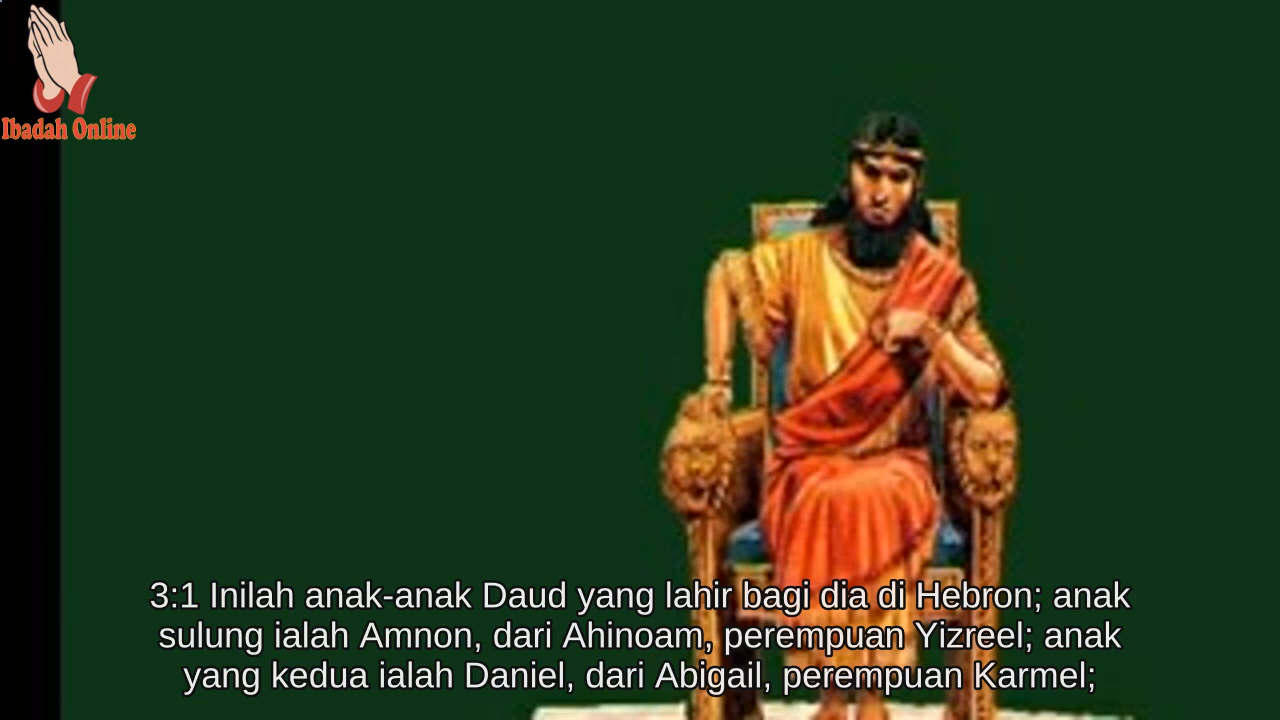 Ibadah Online
3:1 Inilah anak-anak Daud yang lahir bagi dia di Hebron; anak
sulung ialah Amnon, dari Ahinoam, perempuan Yizreel; anak
yang kedua ialah Daniel, dari Abigail, perempuan Karmel;